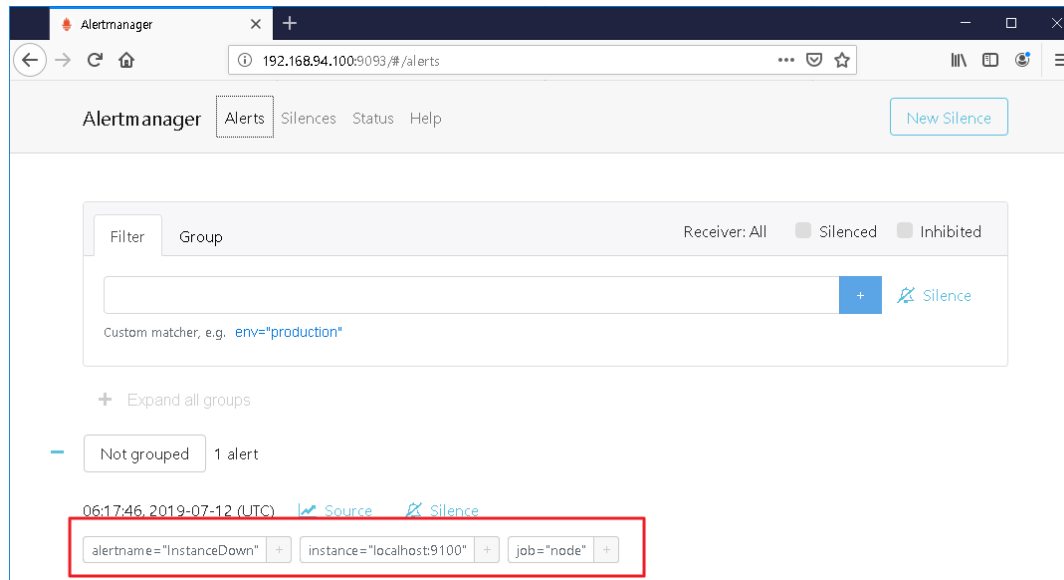 Alertmanager
192.168.94.100:9093/#/alerts
Alertmanager Alerts Silences Status Help New Silence
Filter Group Receiver: All Silenced Inhibited
+ Silence
Custom matcher, e.g. env="production"
+ Expand all groups
Not grouped 1 alert
06:17:46, 2019-07-12 (UTC) Source Silence
alertname="InstanceDown" + instance="localhost:9100" + job="node" +